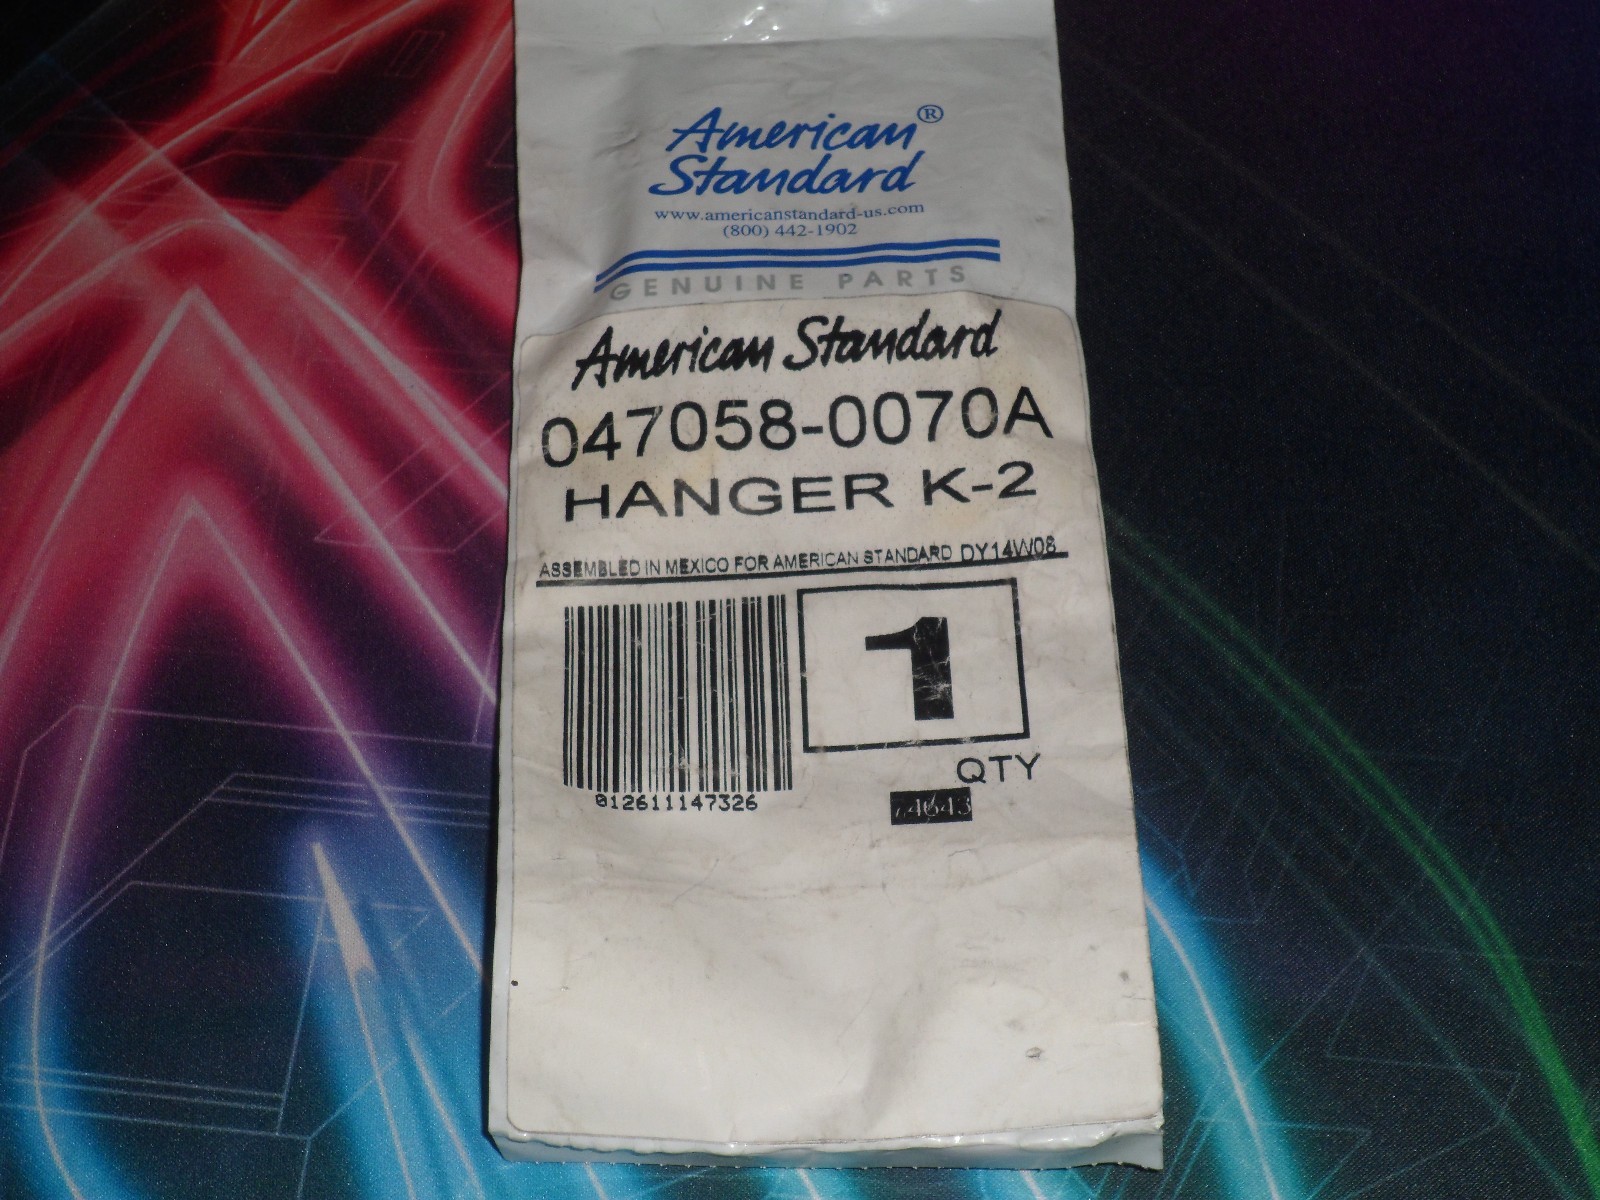 American®
Standard
www.americanstandard-us.com
(800) 442-1902
GENUINE PARTS
American Standard
047058-0070A
HANGER K-2
ASSEMBLED IN MEXICO FOR AMERICAN STANDARD DY14W08
1
QTY
012611147326